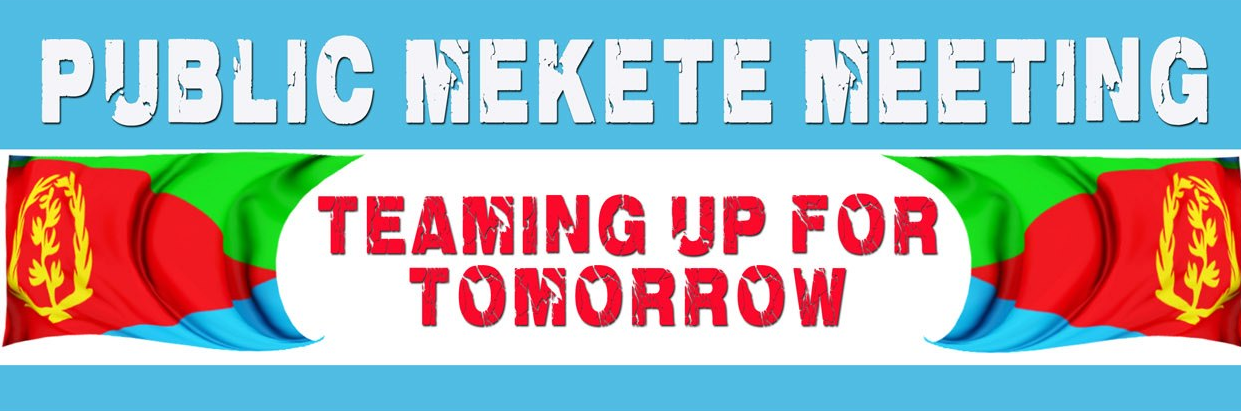 PUBLIC MEKETE MEETING
TEAMING UP FOR
TOMORROW